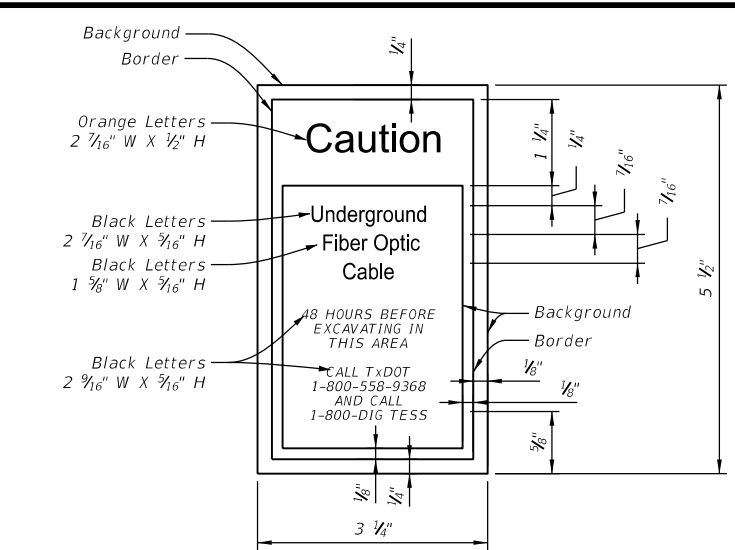 Background
Border
Orange Letters
2 7/16" W X 1/2" H
Black Letters
2 7/16" W X 5/16" H
Black Letters
1 5/8" W X 5/16" H
Black Letters
2 9/16" W X 5/16" H
Caution
Underground
Fiber Optic
Cable
48 HOURS BEFORE
EXCAVATING IN
THIS AREA
CALL TxDOT
1-800-558-9368
AND CALL
1-800-DIG TESS
1/4"
1 1/4"
1/4"
7/16"
7/16"
5 1/2"
Background
Border
1/8"
1/8"
5/8"
1/8"
1/4"
3 1/4"